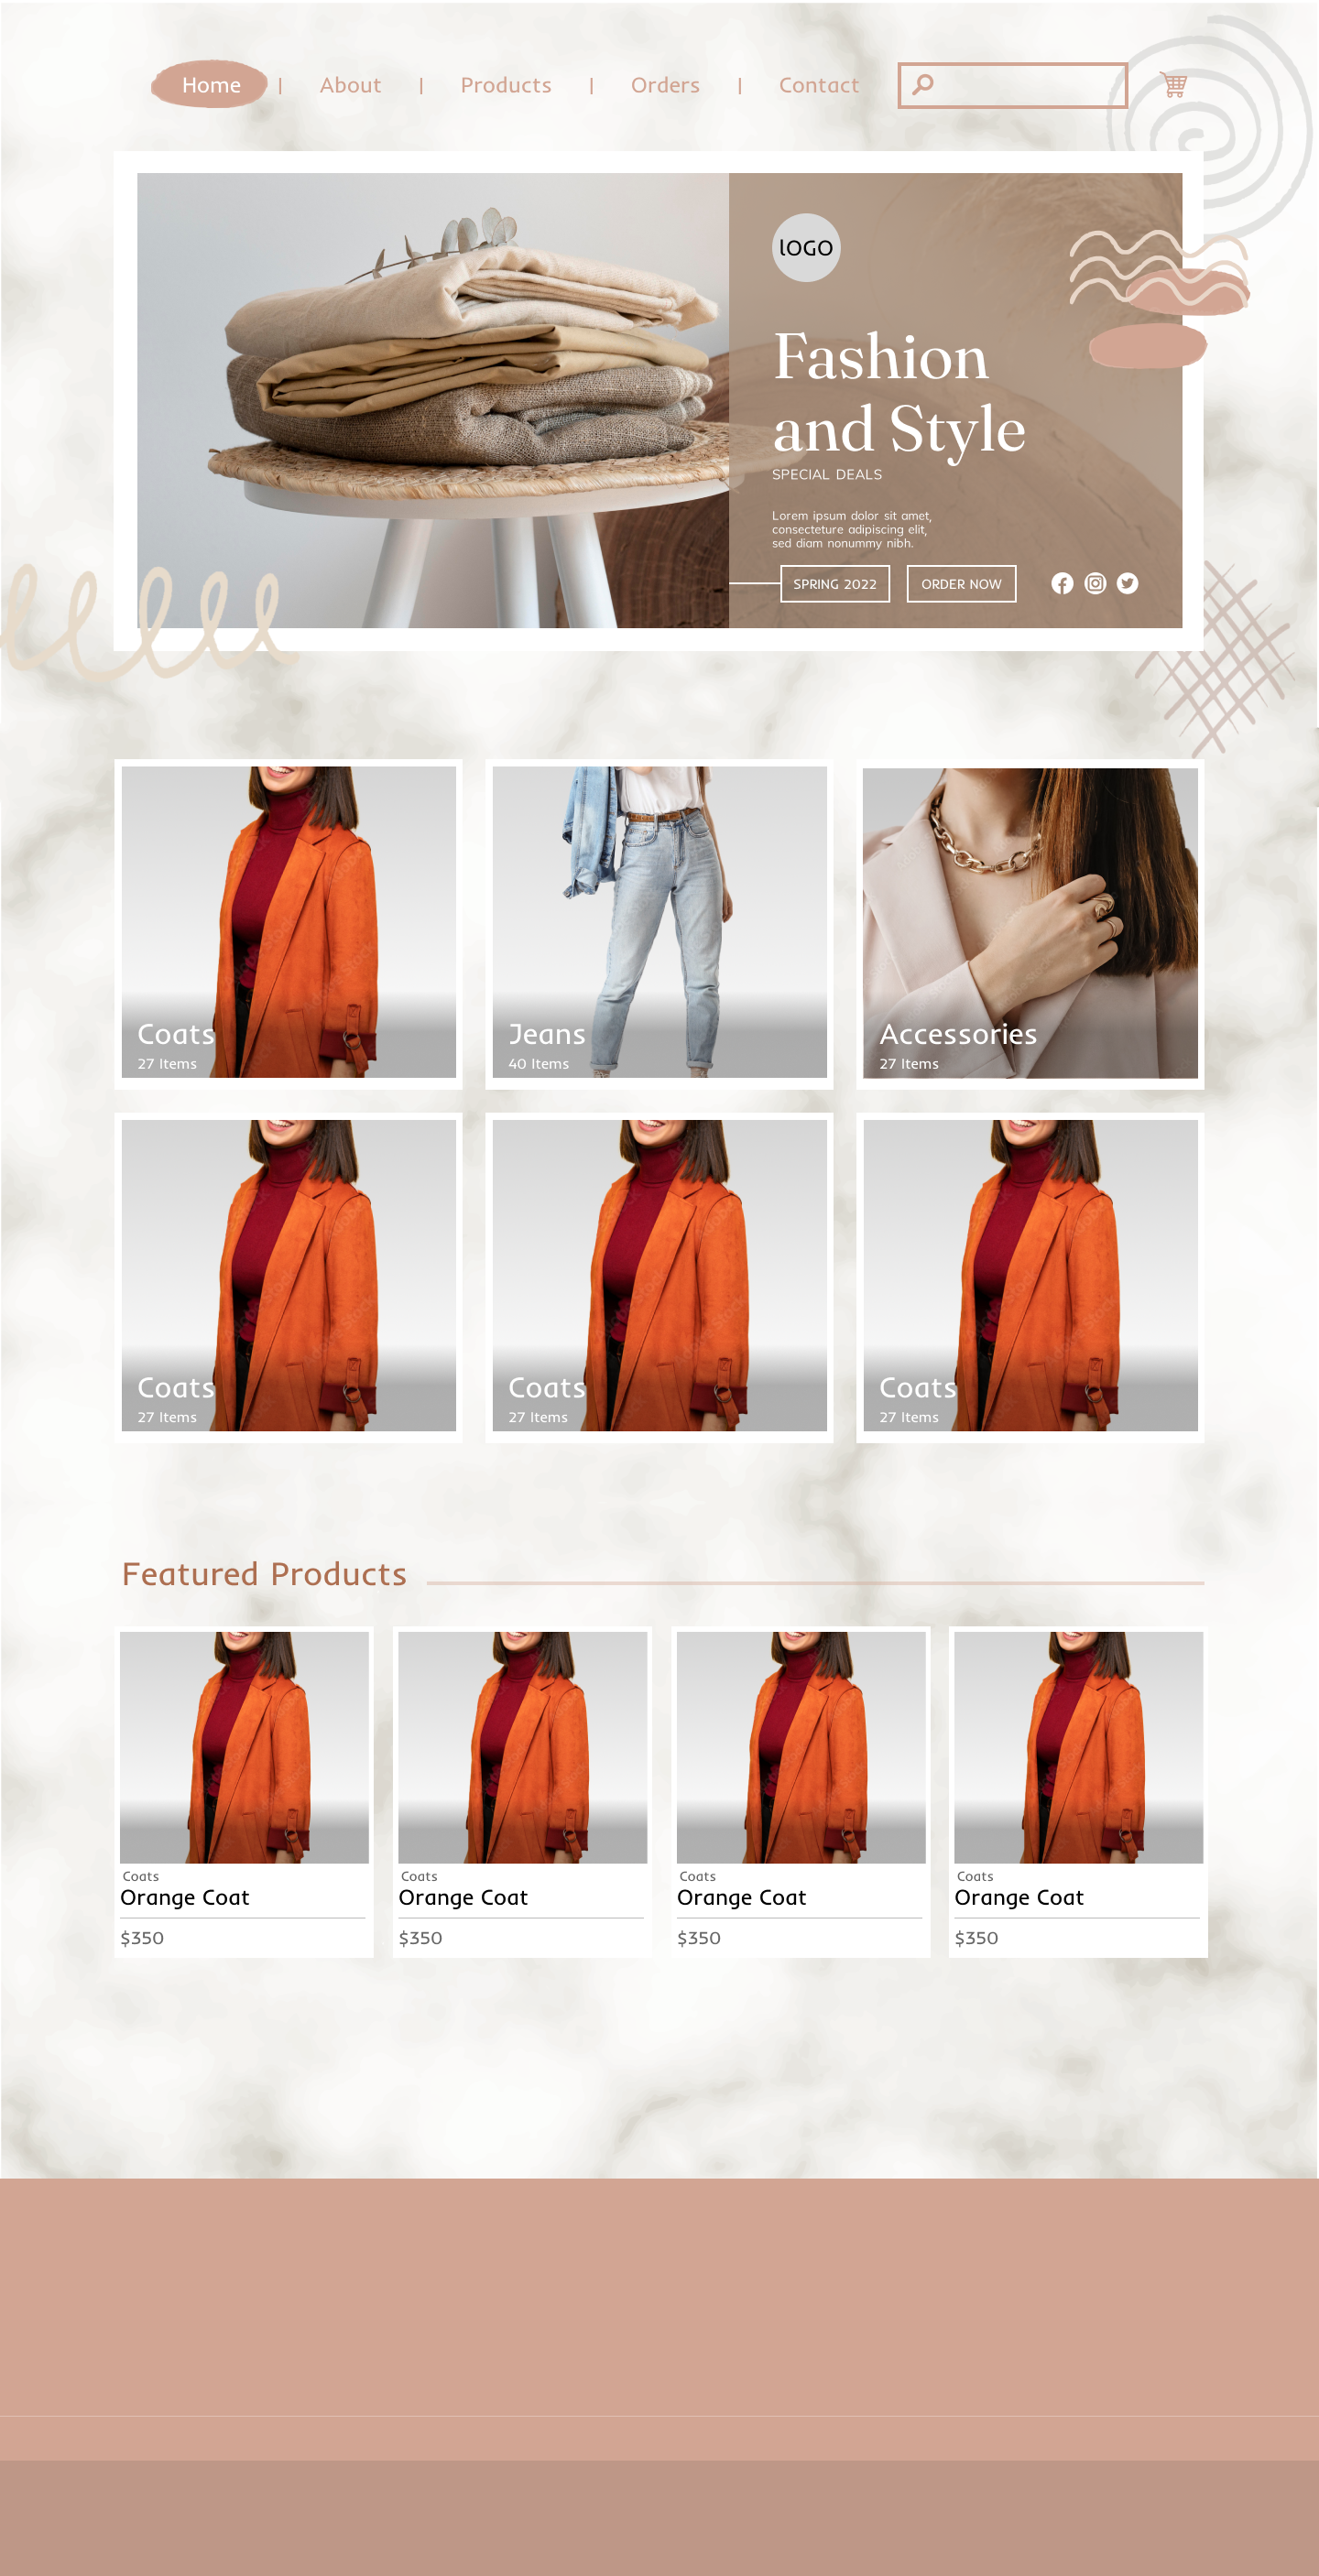 Home | About | Products | Orders | Contact
LOGO
Fashion
and Style
SPECIAL DEALS
Lorem ipsum dolor sit amet,
consecteture adipiscing elit,
sed diam nonummy nibh.
SPRING 2022
ORDER NOW
Coats
27 Items
Jeans
40 Items
Accessories
27 Items
Coats
27 Items
Coats
27 Items
Coats
27 Items
Featured Products
Coats
Orange Coat
$350
Coats
Orange Coat
$350
Coats
Orange Coat
$350
Coats
Orange Coat
$350